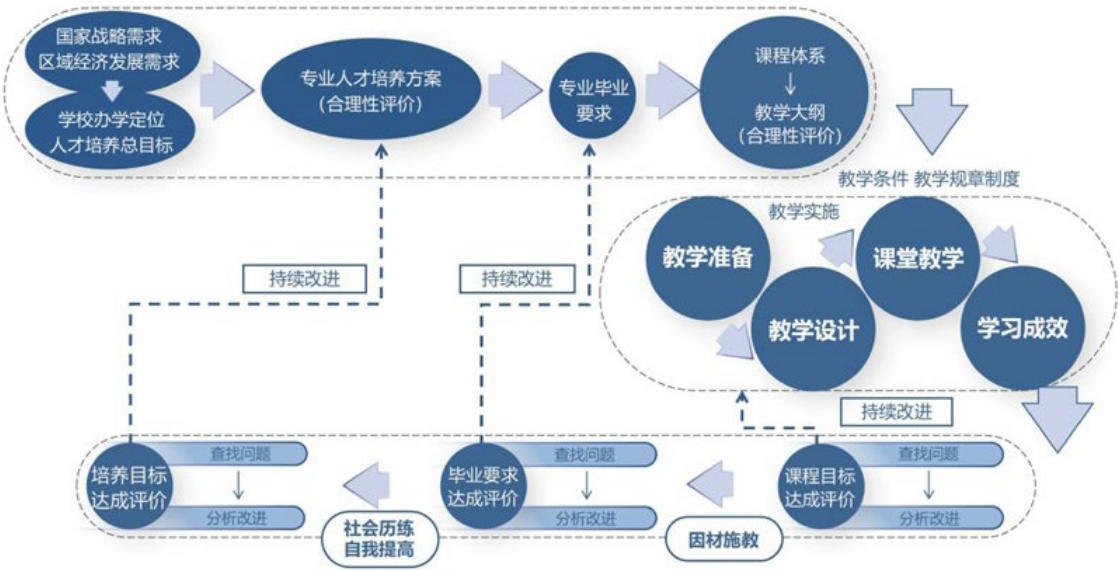 国家战略需求
区域经济发展需求
学校办学定位
人才培养总目标
专业人才培养方案
(合理性评价)
专业毕业
要求
课程体系
教学大纲
(合理性评价)
教学条件 教学规章制度
教学实施
教学准备
教学设计
课堂教学
学习成效
持续改进
持续改进
持续改进
培养目标
达成评价
查找问题
分析改进
社会历练
自我提高
毕业要求
达成评价
查找问题
分析改进
因材施教
课程目标
达成评价
查找问题
分析改进